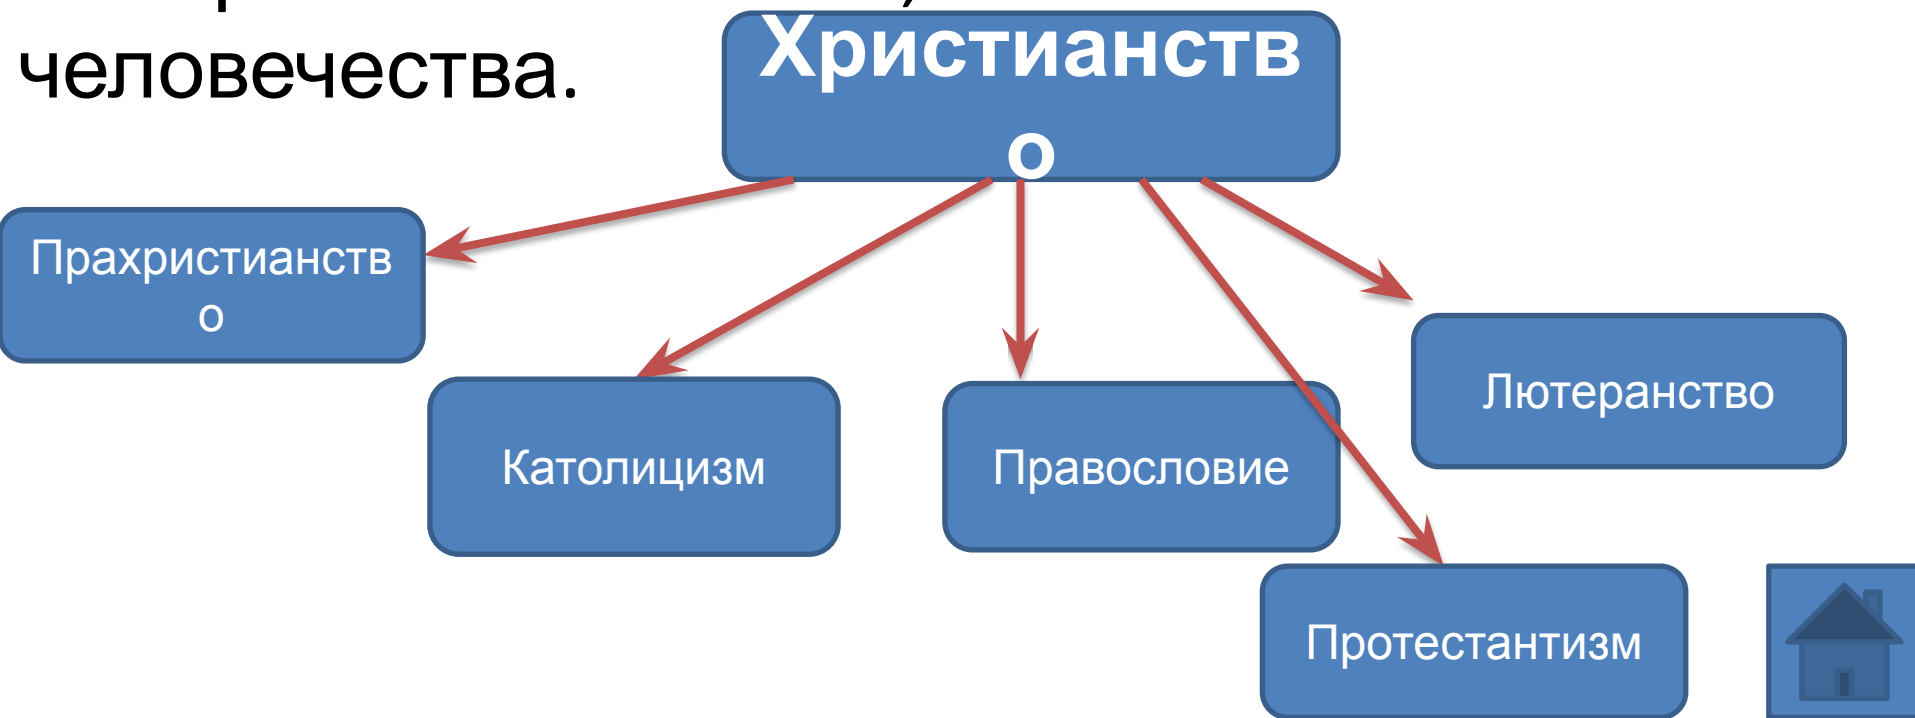 человечества.
Христианств
о
Прахристианств
о
Католицизм
Православие
Лютеранство
Протестантизм